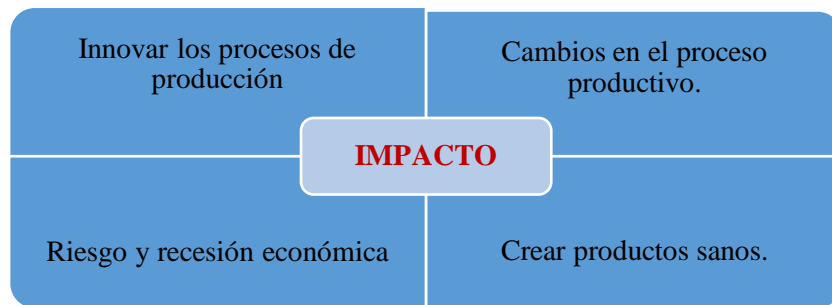 Innovar los procesos de
producción
Cambios en el proceso
productivo.
IMPACTO
Riesgo y recesión económica
Crear productos sanos.